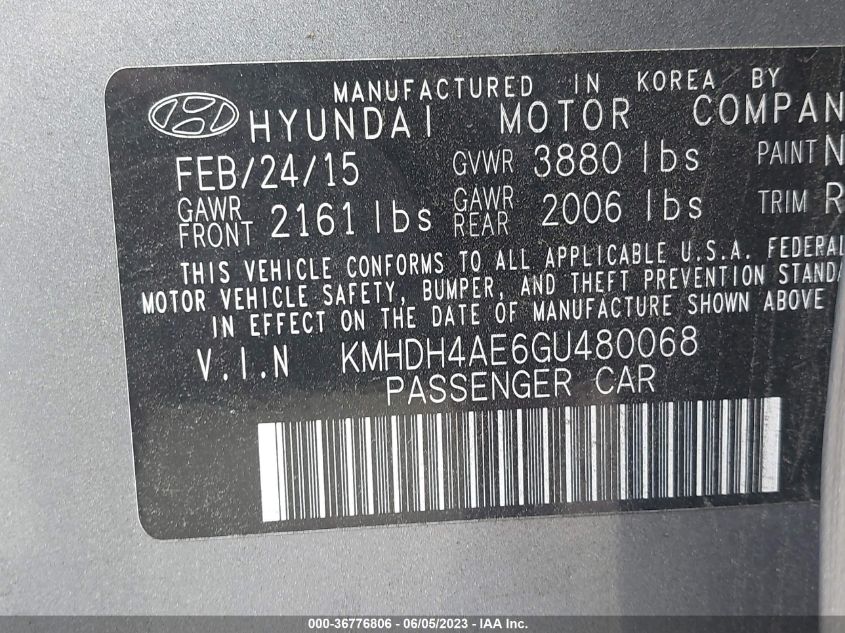 MANUFACTURED IN KOREA BY
HYUNDAI MOTOR COMPAN
FEB/24/15 GVWR 3880 lbs PAINT N
GAWR FRONT 2161 lbs GAWR REAR 2006 lbs TRIM R
THIS VEHICLE CONFORMS TO ALL APPLICABLE U.S.A. FEDERAL
MOTOR VEHICLE SAFETY, BUMPER, AND THEFT PREVENTION STANDA
IN EFFECT ON THE DATE OF MANUFACTURE SHOWN ABOVE
V.I.N KMHDH4AE6GU480068
PASSENGER CAR
000-36776806 - 06/05/2023 - IAA Inc.